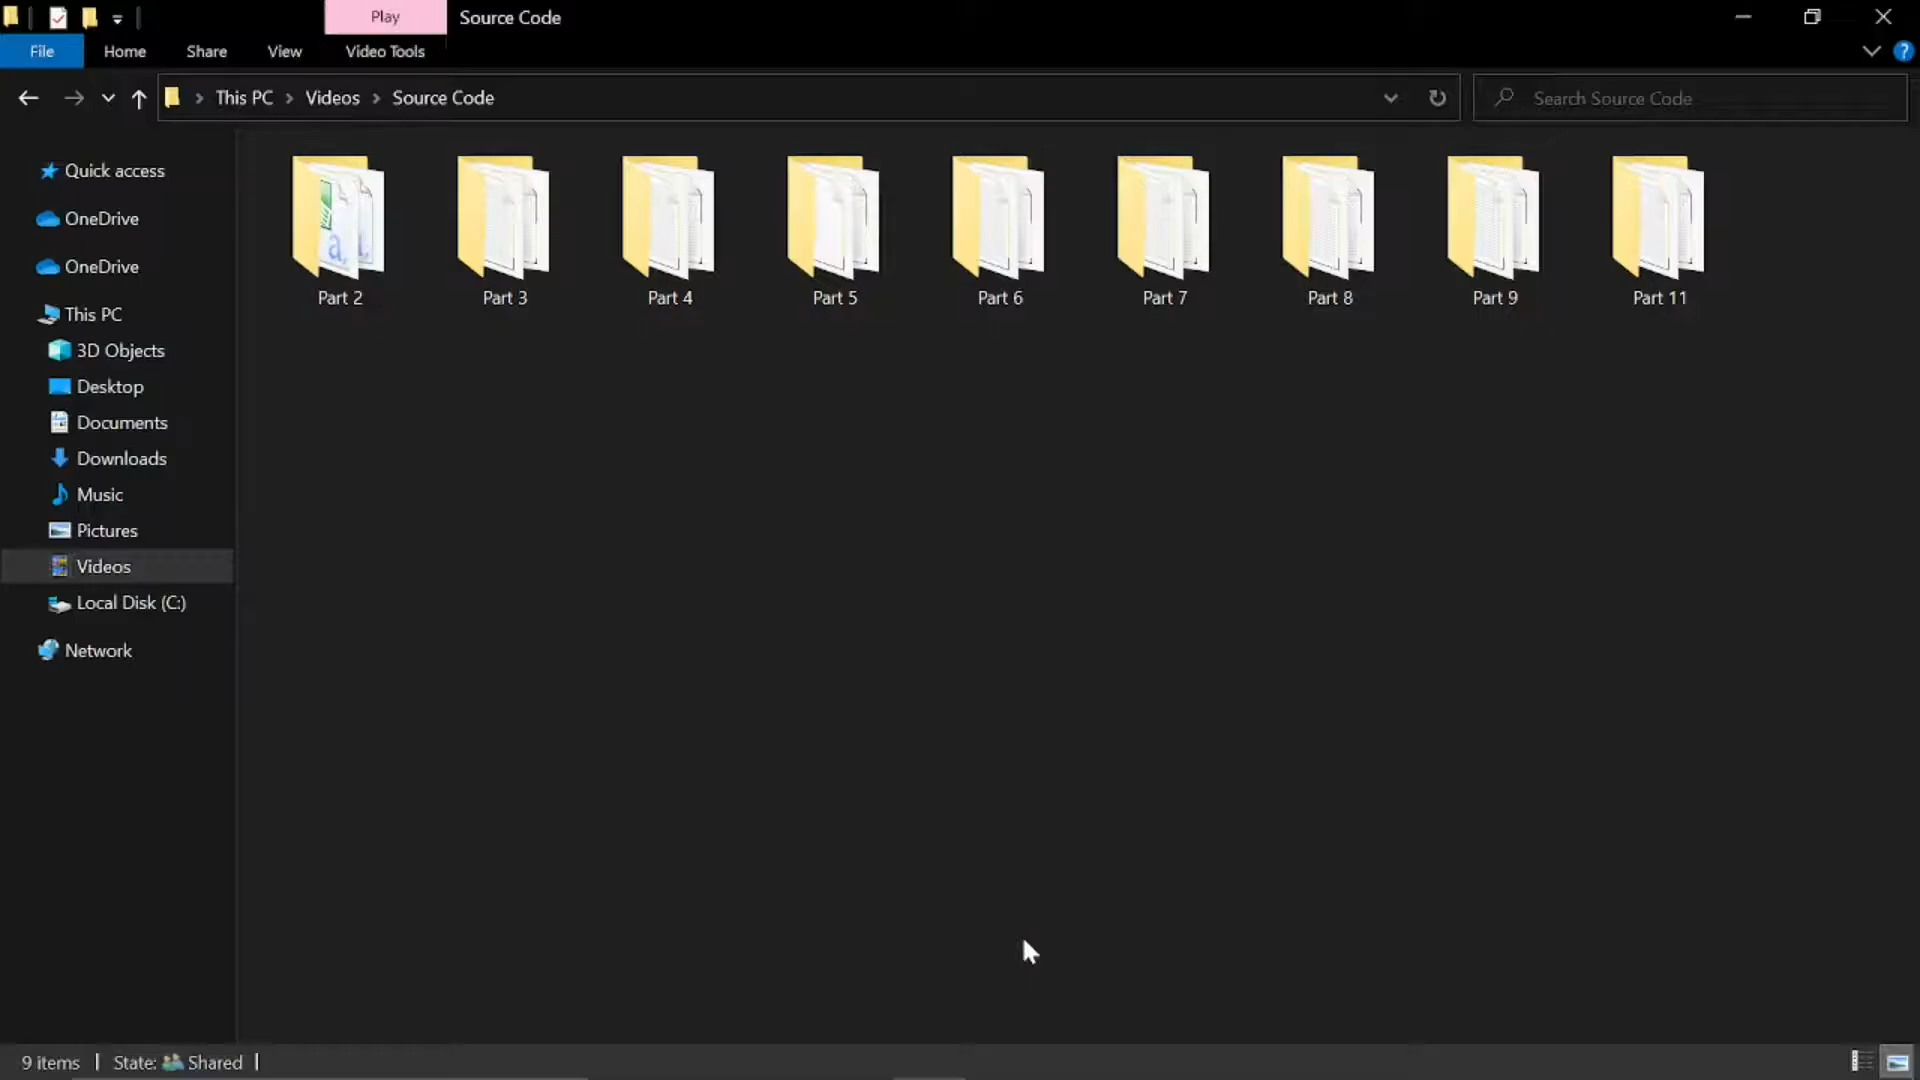 Play
Source Code
File
Home
Share
View
Video Tools
?
This PC
Videos
Source Code
Search Source Code
Quick access
OneDrive
OneDrive
This PC
3D Objects
Desktop
Documents
Downloads
Music
Pictures
Videos
Local Disk (C:)
Network
Part 2
Part 3
Part 4
Part 5
Part 6
Part 7
Part 8
Part 9
Part 11
9 items
State: Shared